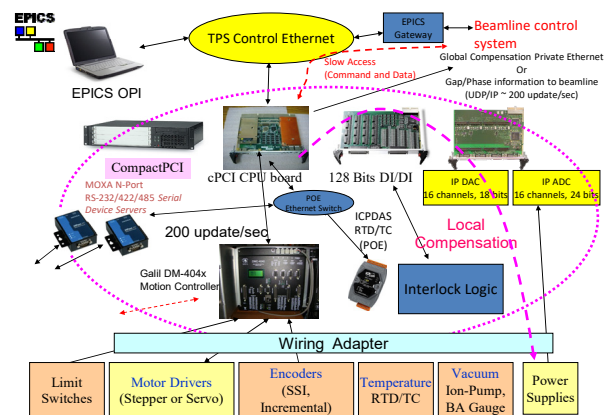 EPICS
EPICS OPI
TPS Control Ethernet
EPICS
Gateway
Beamline control
system
Slow Access
(Command and Data)
Global Compensation Private Ethernet
Or
Gap/Phase information to beamline
(UDP/IP ~ 200 update/sec)
CompactPCI
cPCI CPU board
128 Bits DI/DI
IP DAC
16 channels, 18 bits
IP ADC
16 channels, 24 bits
MOXA N-Port
RS-232/422/485 Serial
Device Servers
POE
Ethernet Switch
200 update/sec
ICPDAS
RTD/TC
(POE)
Local
Compensation
Galil DM-404x
Motion Controller
Interlock Logic
Wiring Adapter
Limit
Switches
Motor Drivers
(Stepper or Servo)
Encoders
(SSI,
Incremental)
Temperature
RTD/TC
Vacuum
Ion-Pump,
BA Gauge
Power
Supplies